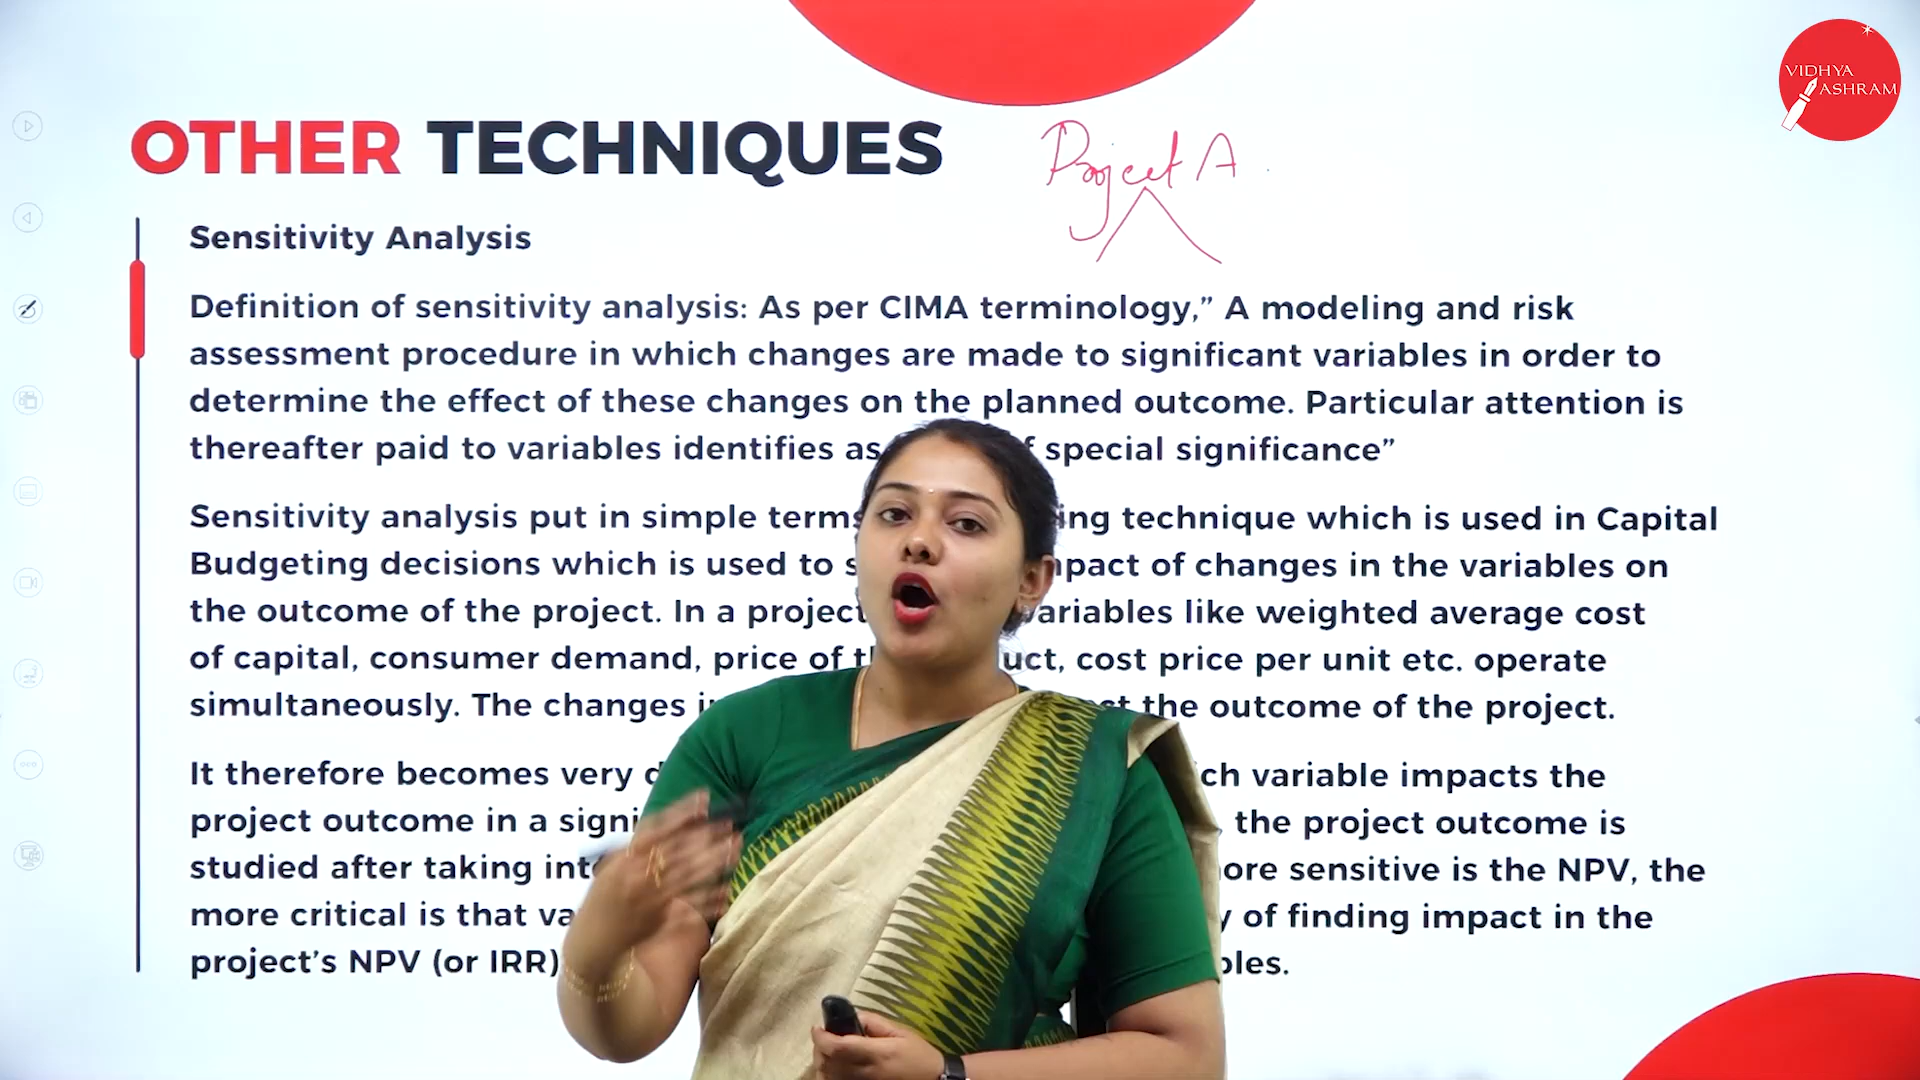 VIDHYA
ASHRAM
OTHER TECHNIQUES
Project A
Sensitivity Analysis
Definition of sensitivity analysis: As per CIMA terminology,” A modeling and risk
assessment procedure in which changes are made to significant variables in order to
determine the effect of these changes on the planned outcome. Particular attention is
thereafter paid to variables identifies as special significance”
Sensitivity analysis put in simple terms technique which is used in Capital
Budgeting decisions which is used to of changes in the variables on
the outcome of the project. In a project like weighted average cost
of capital, consumer demand, price of cost price per unit etc. operate
simultaneously. The changes the outcome of the project.
It therefore becomes very variable impacts the
project outcome in a the project outcome is
studied after taking sensitive is the NPV, the
more critical is that of finding impact in the
project’s NPV (or IRR)